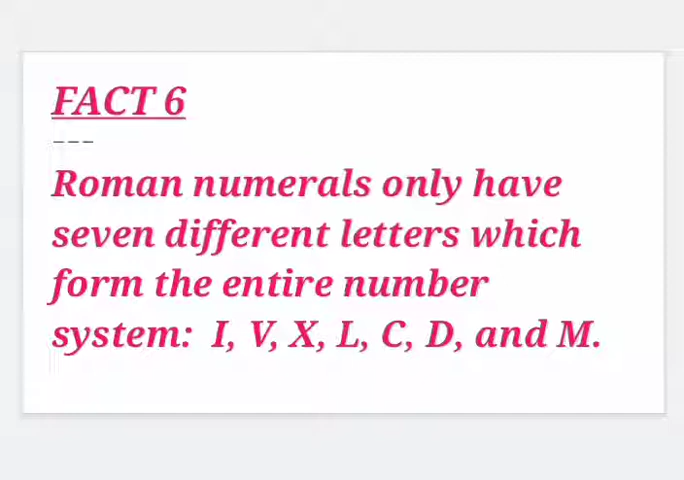 FACT 6
---
Roman numerals only have
seven different letters which
form the entire number
system: I, V, X, L, C, D, and M.